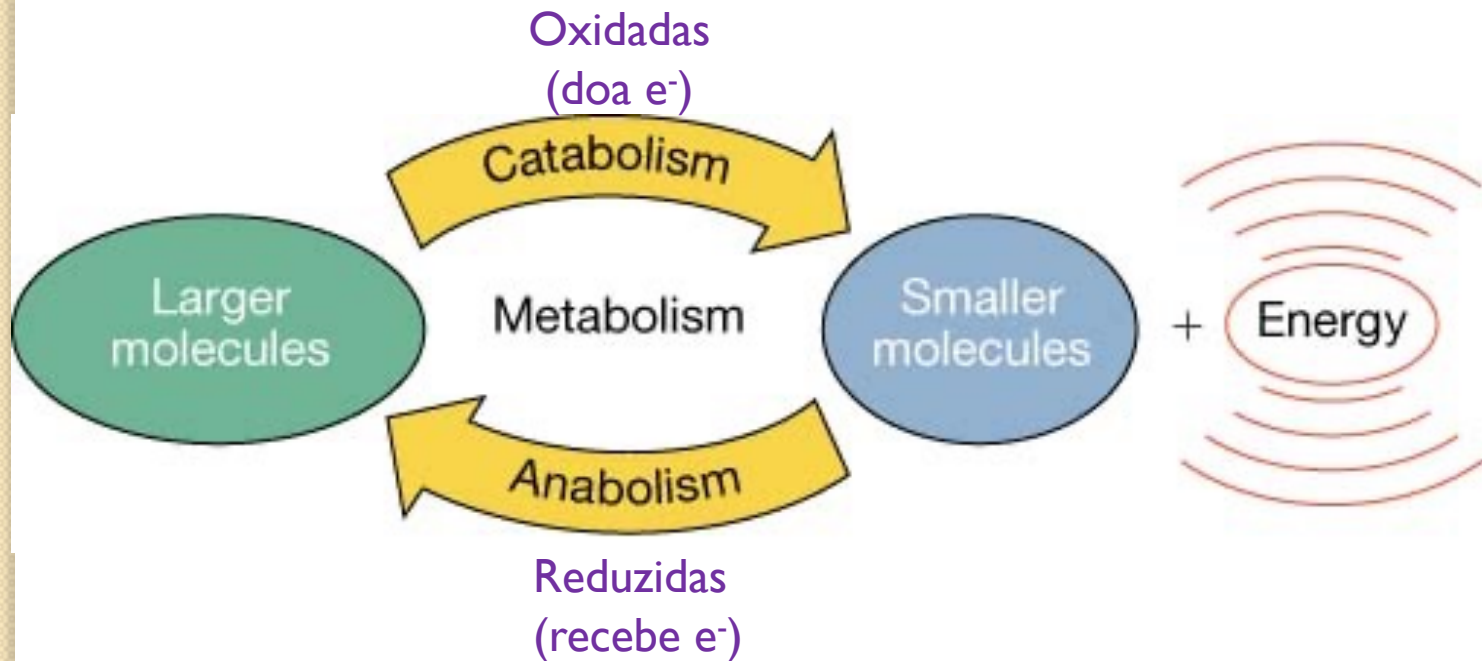 Oxidadas
(doa e-)
Catabolism
Larger
molecules
Metabolism
Smaller
molecules
+
Energy
Anabolism
Reduzidas
(recebe e-)